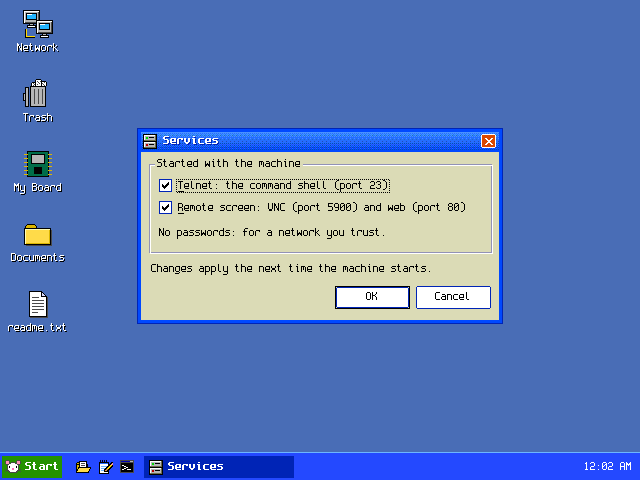 Network
Trash
My Board
Documents
readme.txt
Services
Started with the machine
Telnet: the command shell (port 23)
Remote screen: VNC (port 5900) and web (port 80)
No passwords: for a network you trust.
Changes apply the next time the machine starts.
OK
Cancel
Start
Services
12:02 AM